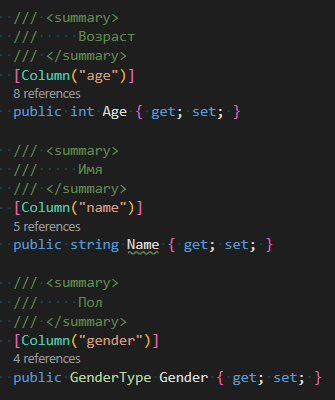 /// <summary>
///     Возраст
/// </summary>
[Column("age")]
8 references
public int Age { get; set; }
/// <summary>
///     Имя
/// </summary>
[Column("name")]
5 references
public string Name { get; set; }
/// <summary>
///     Пол
/// </summary>
[Column("gender")]
4 references
public GenderType Gender { get; set; }